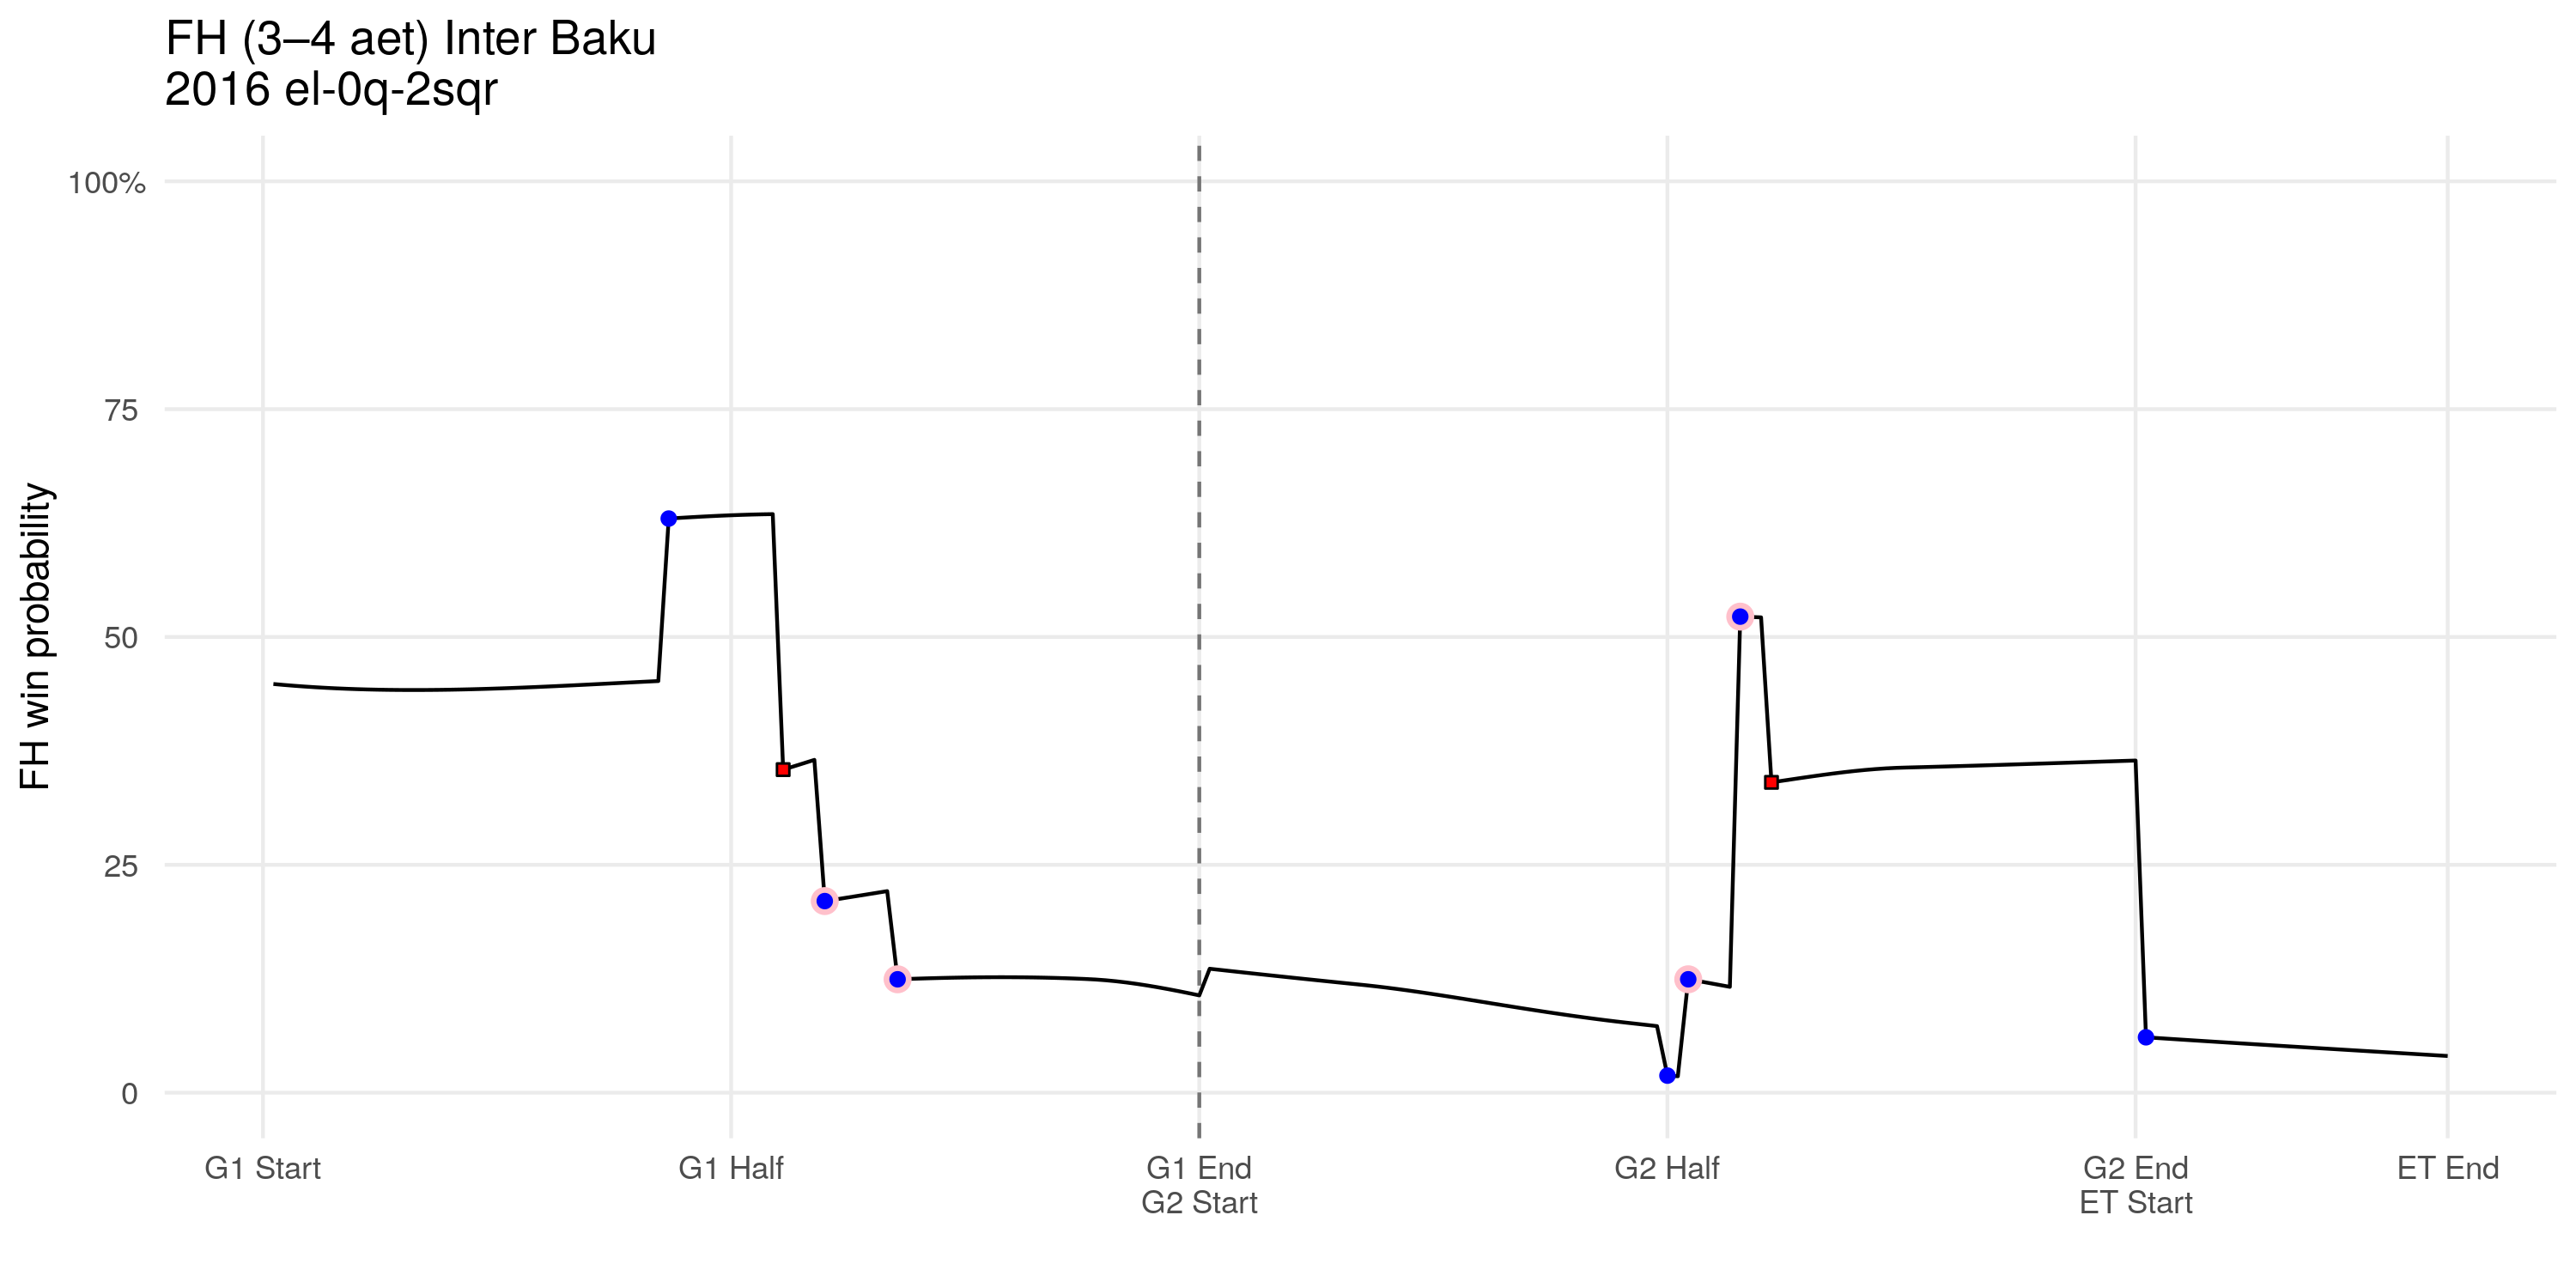 FH (3–4 aet) Inter Baku
2016 el-0q-2sqr
FH win probability
100%
75
50
25
0
G1 Start
G1 Half
G1 End
G2 Start
G2 Half
G2 End
ET Start
ET End